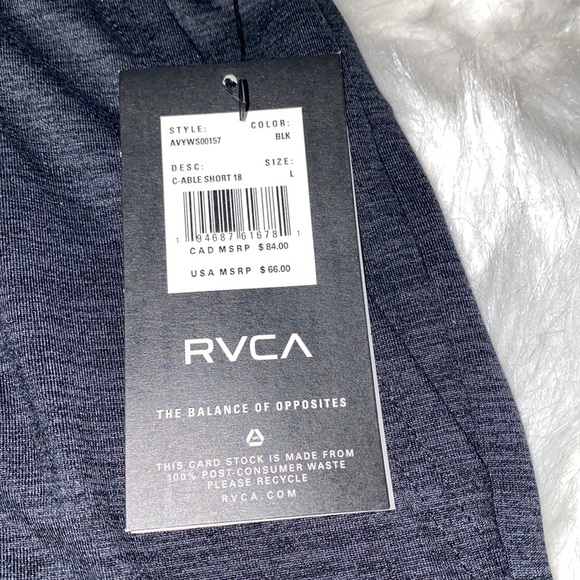 STYLE: COLOR:
AVYWS00157 BLK
DESC: SIZE:
C-ABLE SHORT 18 L
1 94687 61678 1
CAD MSRP $ 84.00
USA MSRP $ 66.00
RVCA
THE BALANCE OF OPPOSITES
THIS CARD STOCK IS MADE FROM
100% POST-CONSUMER WASTE
PLEASE RECYCLE
RVCA.COM